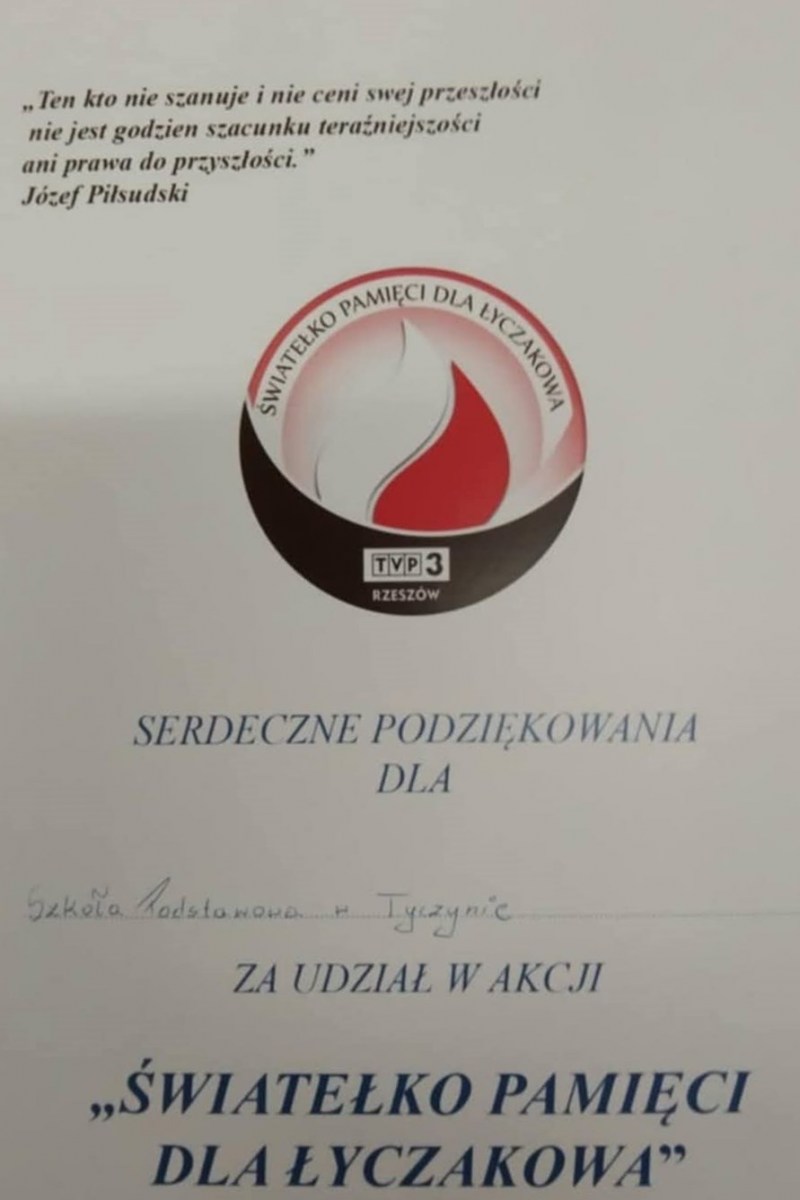 „Ten kto nie szanuje i nie ceni swej przeszłości
nie jest godzien szacunku teraźniejszości
ani prawa do przyszłości.”
Józef Piłsudski
ŚWIATEŁKO PAMIĘCI DLA ŁYCZAKOWA
TVP3
RZESZÓW
SERDECZNE PODZIĘKOWANIA
DLA
Szkoła Podstawowa w Tyczynie
ZA UDZIAŁ W AKCJI
„ŚWIATEŁKO PAMIĘCI
DLA ŁYCZAKOWA”